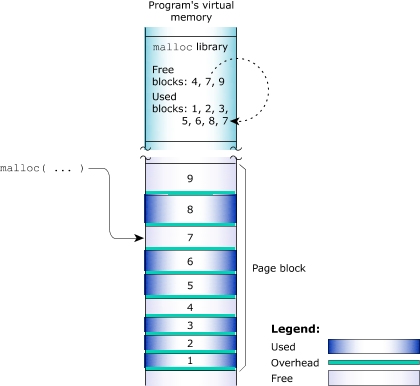 Program's virtual
memory
malloc library
Free
blocks: 4, 7, 9
Used
blocks: 1, 2, 3,
5, 6, 8, 7
malloc( ... )
9
8
7
6
5
4
3
2
1
Page block
Legend:
Used
Overhead
Free